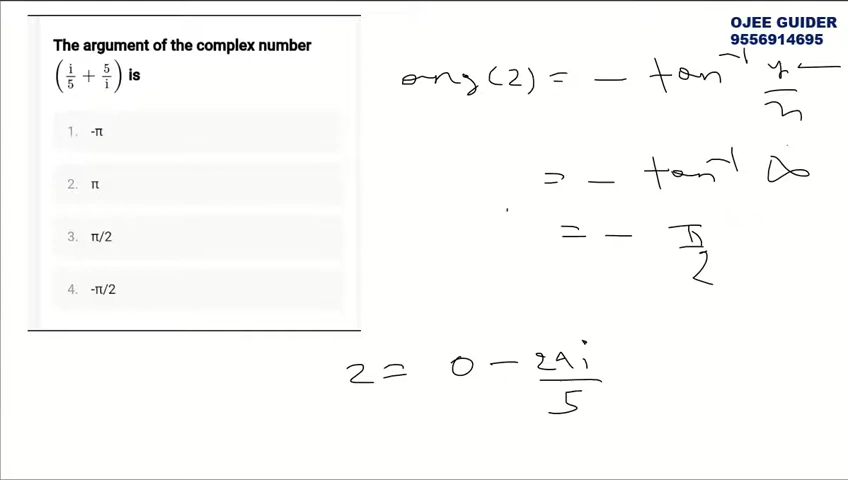 OJEE GUIDER
9556914695
The argument of the complex number
(i/5 + 5/i) is
1. -π
2. π
3. π/2
4. -π/2
arg(z) = - tan⁻¹ y/x
= - tan⁻¹ ∞
= - π/2
z = 0 - 24i/5